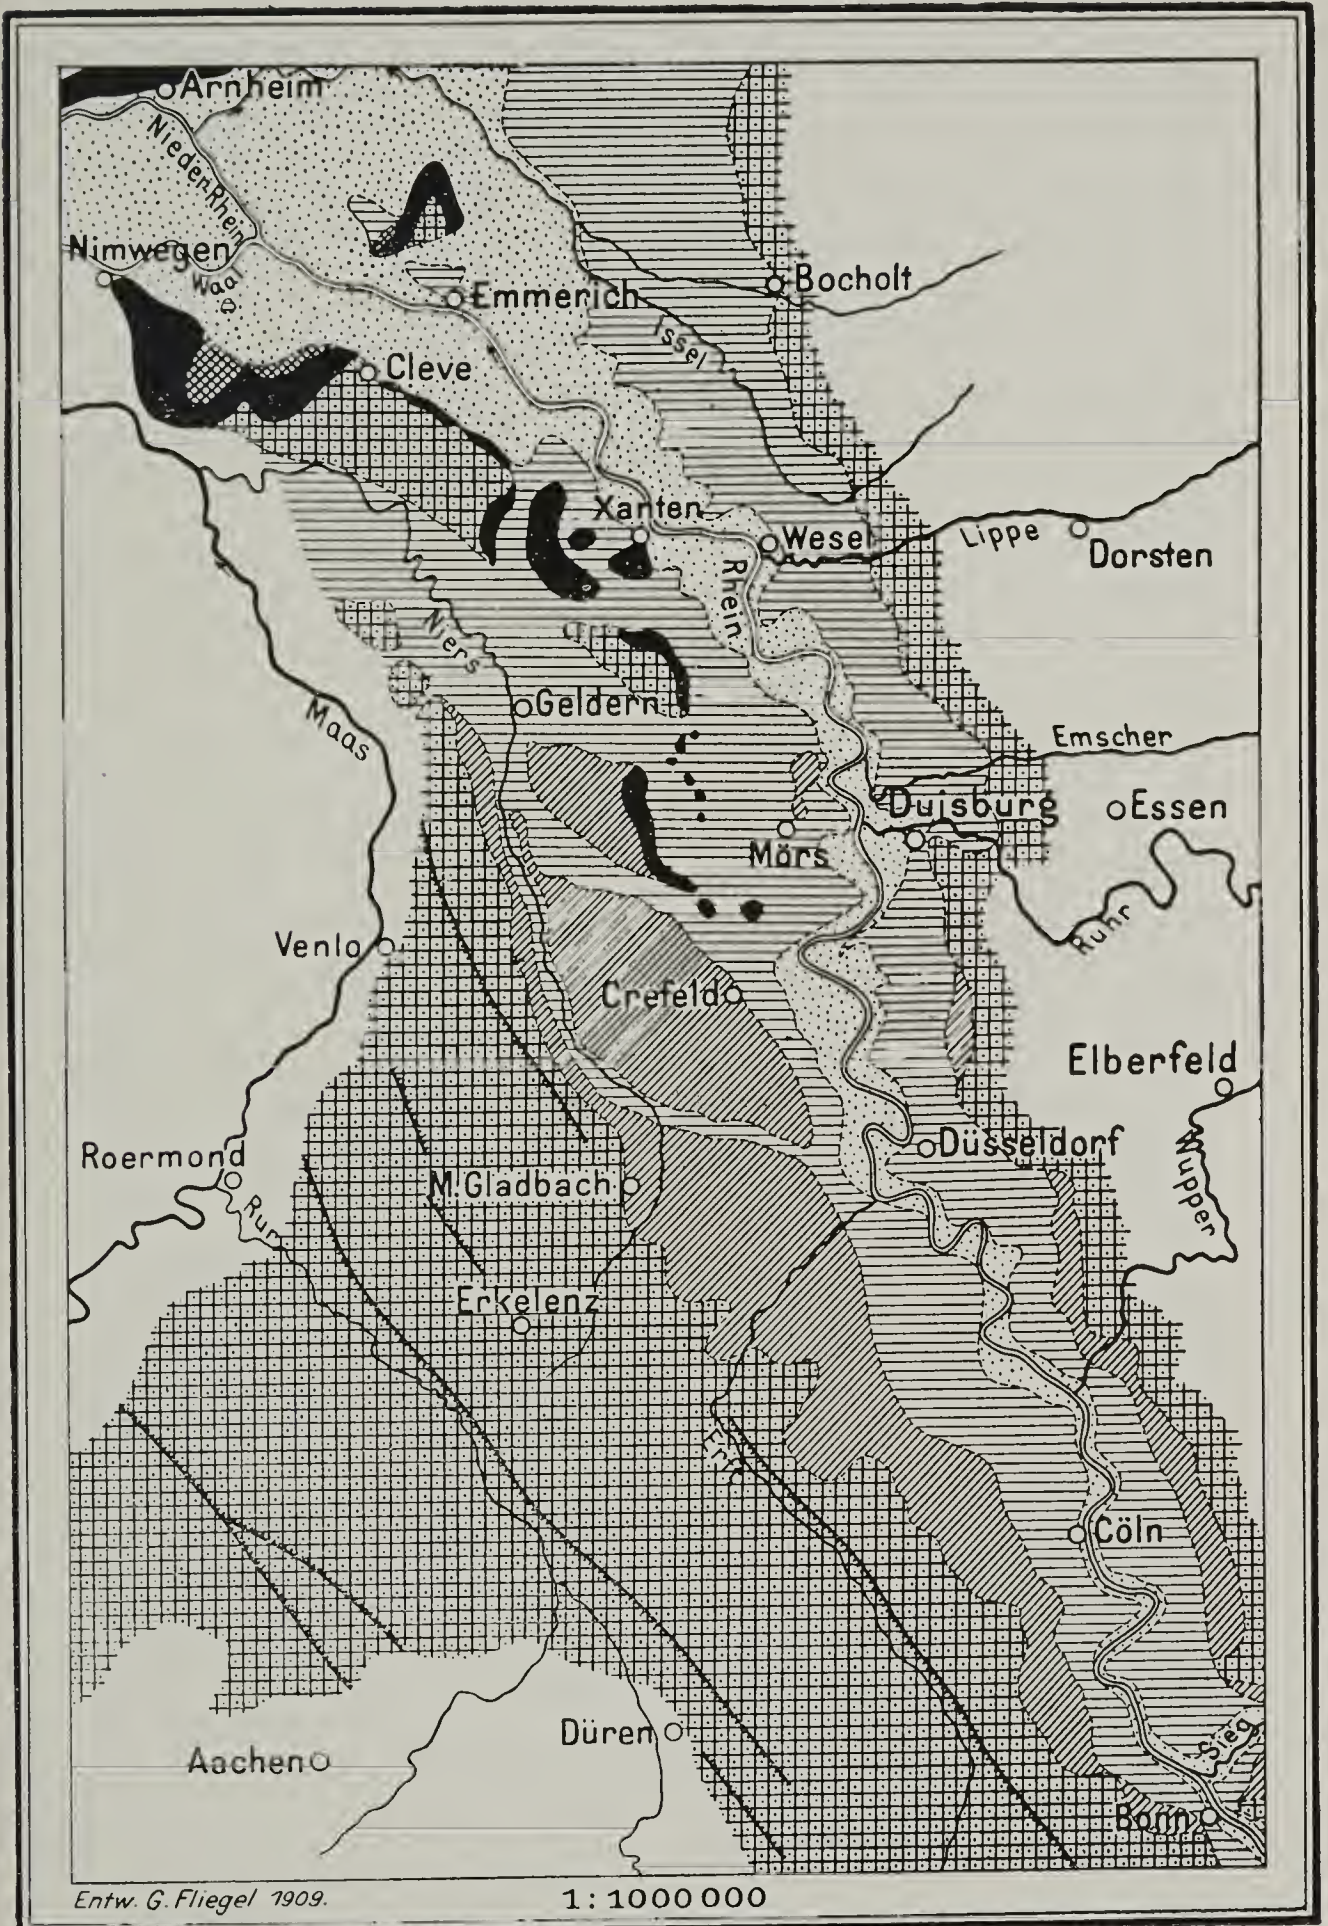 Arnheim
Nieder-Rhein
Nimwegen
Waal
Bocholt
Emmerich
Issel
Cleve
Xanten
Wesel
Lippe
Dorsten
Rhein
Niers
Geldern
Maas
Emscher
Duisburg
Essen
Mörs
Ruhr
Venlo
Crefeld
Elberfeld
Roermond
Düsseldorf
Wupper
M.Gladbach
Rur
Erkelenz
Erft
Cöln
Düren
Sieg
Aachen
Bonn
Entw. G. Fliegel 1909.
1:1000000